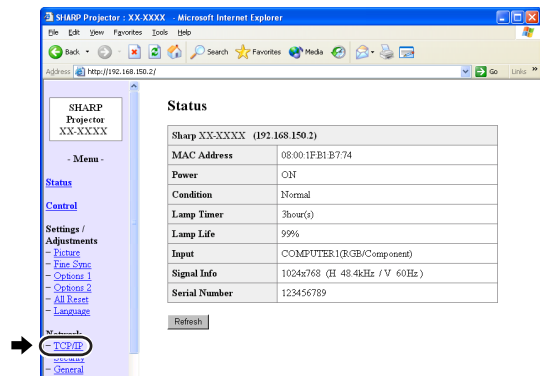 SHARP Projector : XX-XXXX - Microsoft Internet Explorer
File Edit View Favorites Tools Help
Back Search Favorites Media
Address http://192.168.150.2/ Go Links »
SHARP
Projector
XX-XXXX
- Menu -
Status
Control
Settings /
Adjustments
– Picture
– Fine Sync
– Options 1
– Options 2
– All Reset
– Language
Network
– TCP/IP
– Security
– General
Status
Sharp XX-XXXX (192.168.150.2)
MAC Address 08:00:1F:B1:B7:74
Power ON
Condition Normal
Lamp Timer 3hour(s)
Lamp Life 99%
Input COMPUTER1(RGB/Component)
Signal Info 1024x768 (H 48.4kHz / V 60Hz )
Serial Number 123456789
Refresh